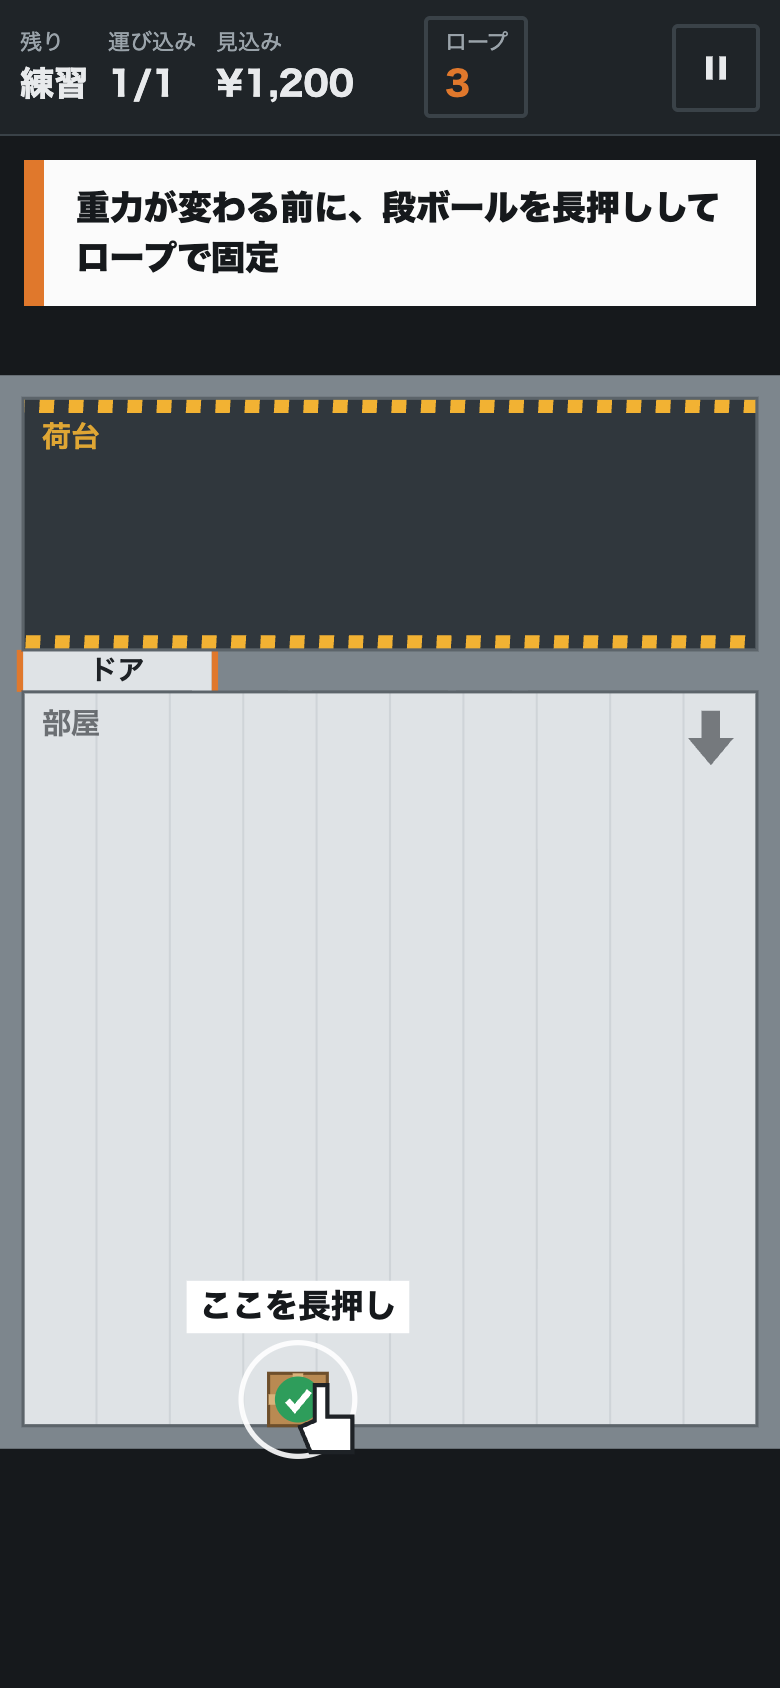 残り 運び込み 見込み ロープ
練習 1/1 ¥1,200 3
重力が変わる前に、段ボールを長押しして
ロープで固定
荷台
ドア
部屋
ここを長押し